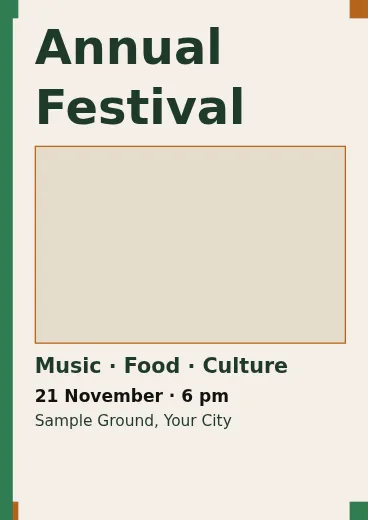 Annual
Festival
Music · Food · Culture
21 November · 6 pm
Sample Ground, Your City